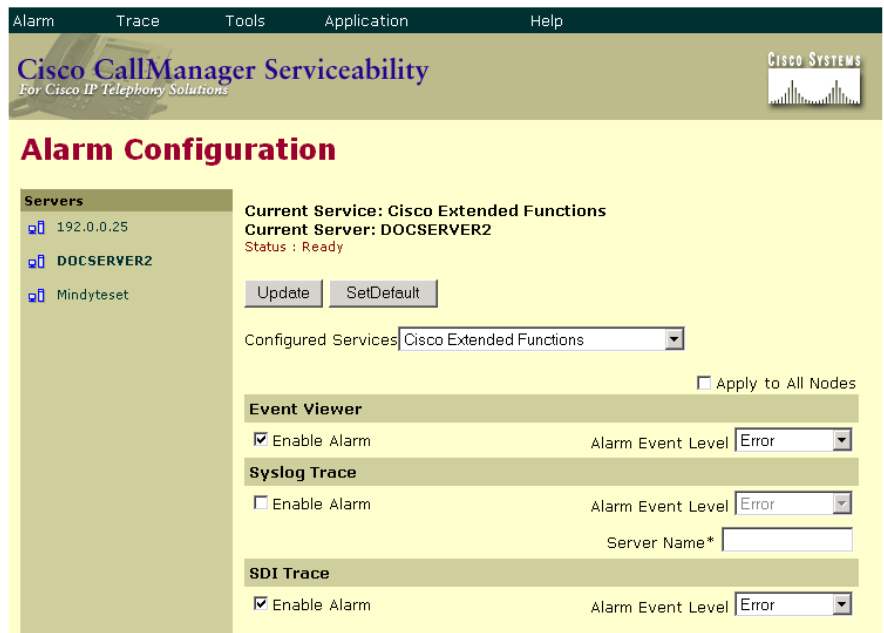 Alarm Trace Tools Application Help
Cisco CallManager Serviceability
For Cisco IP Telephony Solutions
CISCO SYSTEMS
Alarm Configuration
Servers
192.0.0.25
DOCSERVER2
Mindyteset
Current Service: Cisco Extended Functions
Current Server: DOCSERVER2
Status : Ready
Update SetDefault
Configured Services Cisco Extended Functions
Apply to All Nodes
Event Viewer
Enable Alarm Alarm Event Level Error
Syslog Trace
Enable Alarm Alarm Event Level Error
Server Name*
SDI Trace
Enable Alarm Alarm Event Level Error